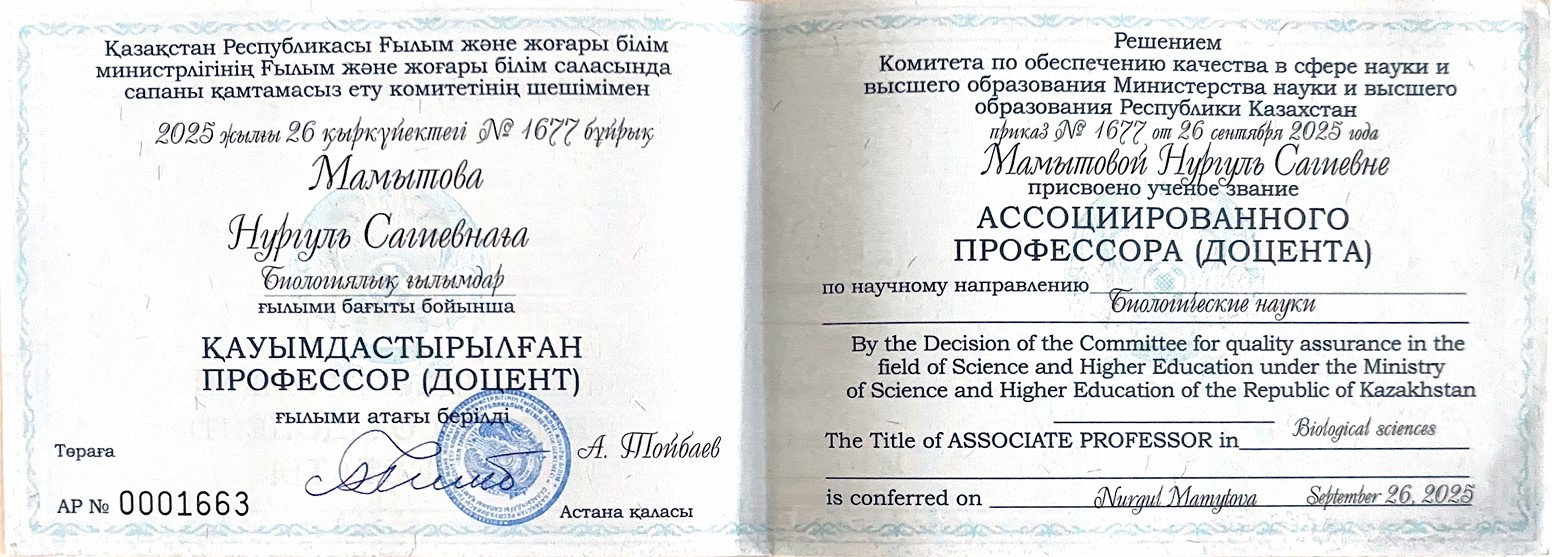 Қазақстан Республикасы Ғылым және жоғары білім
министрлігінің Ғылым және жоғары білім саласында
сапаны қамтамасыз ету комитетінің шешімімен
2025 жылғы 26 қыркүйектегі № 1677 бұйрық
Мамытова
Нургуль Сагиевнаға
Биологиялық ғылымдар
ғылыми бағыты бойынша
ҚАУЫМДАСТЫРЫЛҒАН
ПРОФЕССОР (ДОЦЕНТ)
ғылыми атағы берілді
Төраға
А. Тойбаев
АР № 0001663
Астана қаласы
Решением
Комитета по обеспечению качества в сфере науки и
высшего образования Министерства науки и высшего
образования Республики Казахстан
приказ № 1677 от 26 сентября 2025 года
Мамытовой Нургуль Сагиевне
присвоено ученое звание
АССОЦИИРОВАННОГО
ПРОФЕССОРА (ДОЦЕНТА)
по научному направлению
Биологические науки
By the Decision of the Committee for quality assurance in the
field of Science and Higher Education under the Ministry
of Science and Higher Education of the Republic of Kazakhstan
The Title of ASSOCIATE PROFESSOR in Biological sciences
is conferred on Nurgul Mamytova September 26, 2025